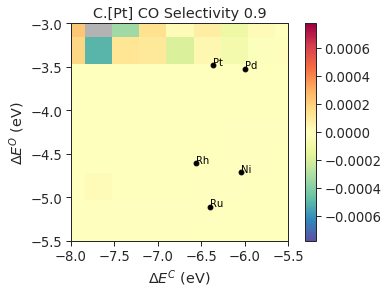 C.[Pt] CO Selectivity 0.9
−3.0
−3.5
−4.0
−4.5
−5.0
−5.5
ΔE^O (eV)
Pt
Pd
Rh
Ni
Ru
−8.0 −7.5 −7.0 −6.5 −6.0 −5.5
ΔE^C (eV)
0.0006
0.0004
0.0002
0.0000
−0.0002
−0.0004
−0.0006